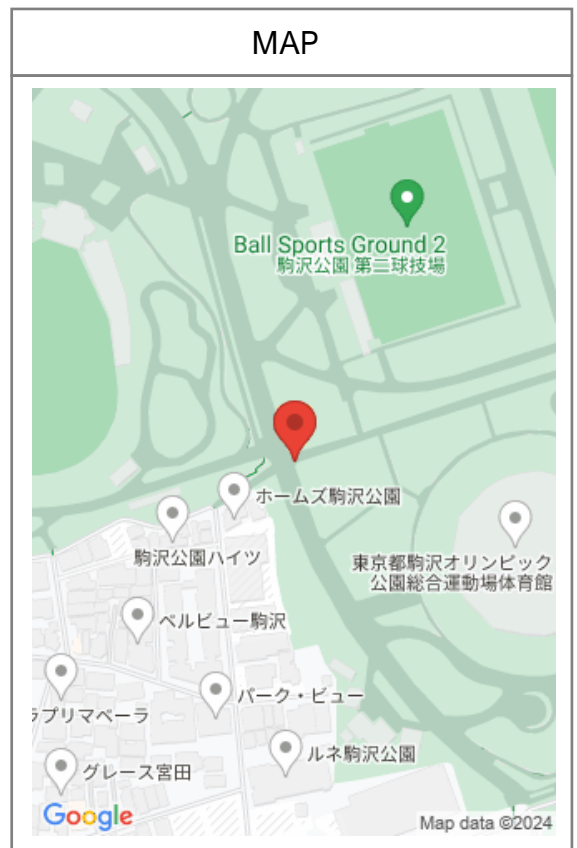 MAP
Ball Sports Ground 2
駒沢公園 第二球技場
ホームズ駒沢公園
駒沢公園ハイツ
東京都駒沢オリンピック
公園総合運動場体育館
ベルビュー駒沢
パーク・ビュー
ラプリマベーラ
ルネ駒沢公園
グレース宮田
Google
Map data ©2024